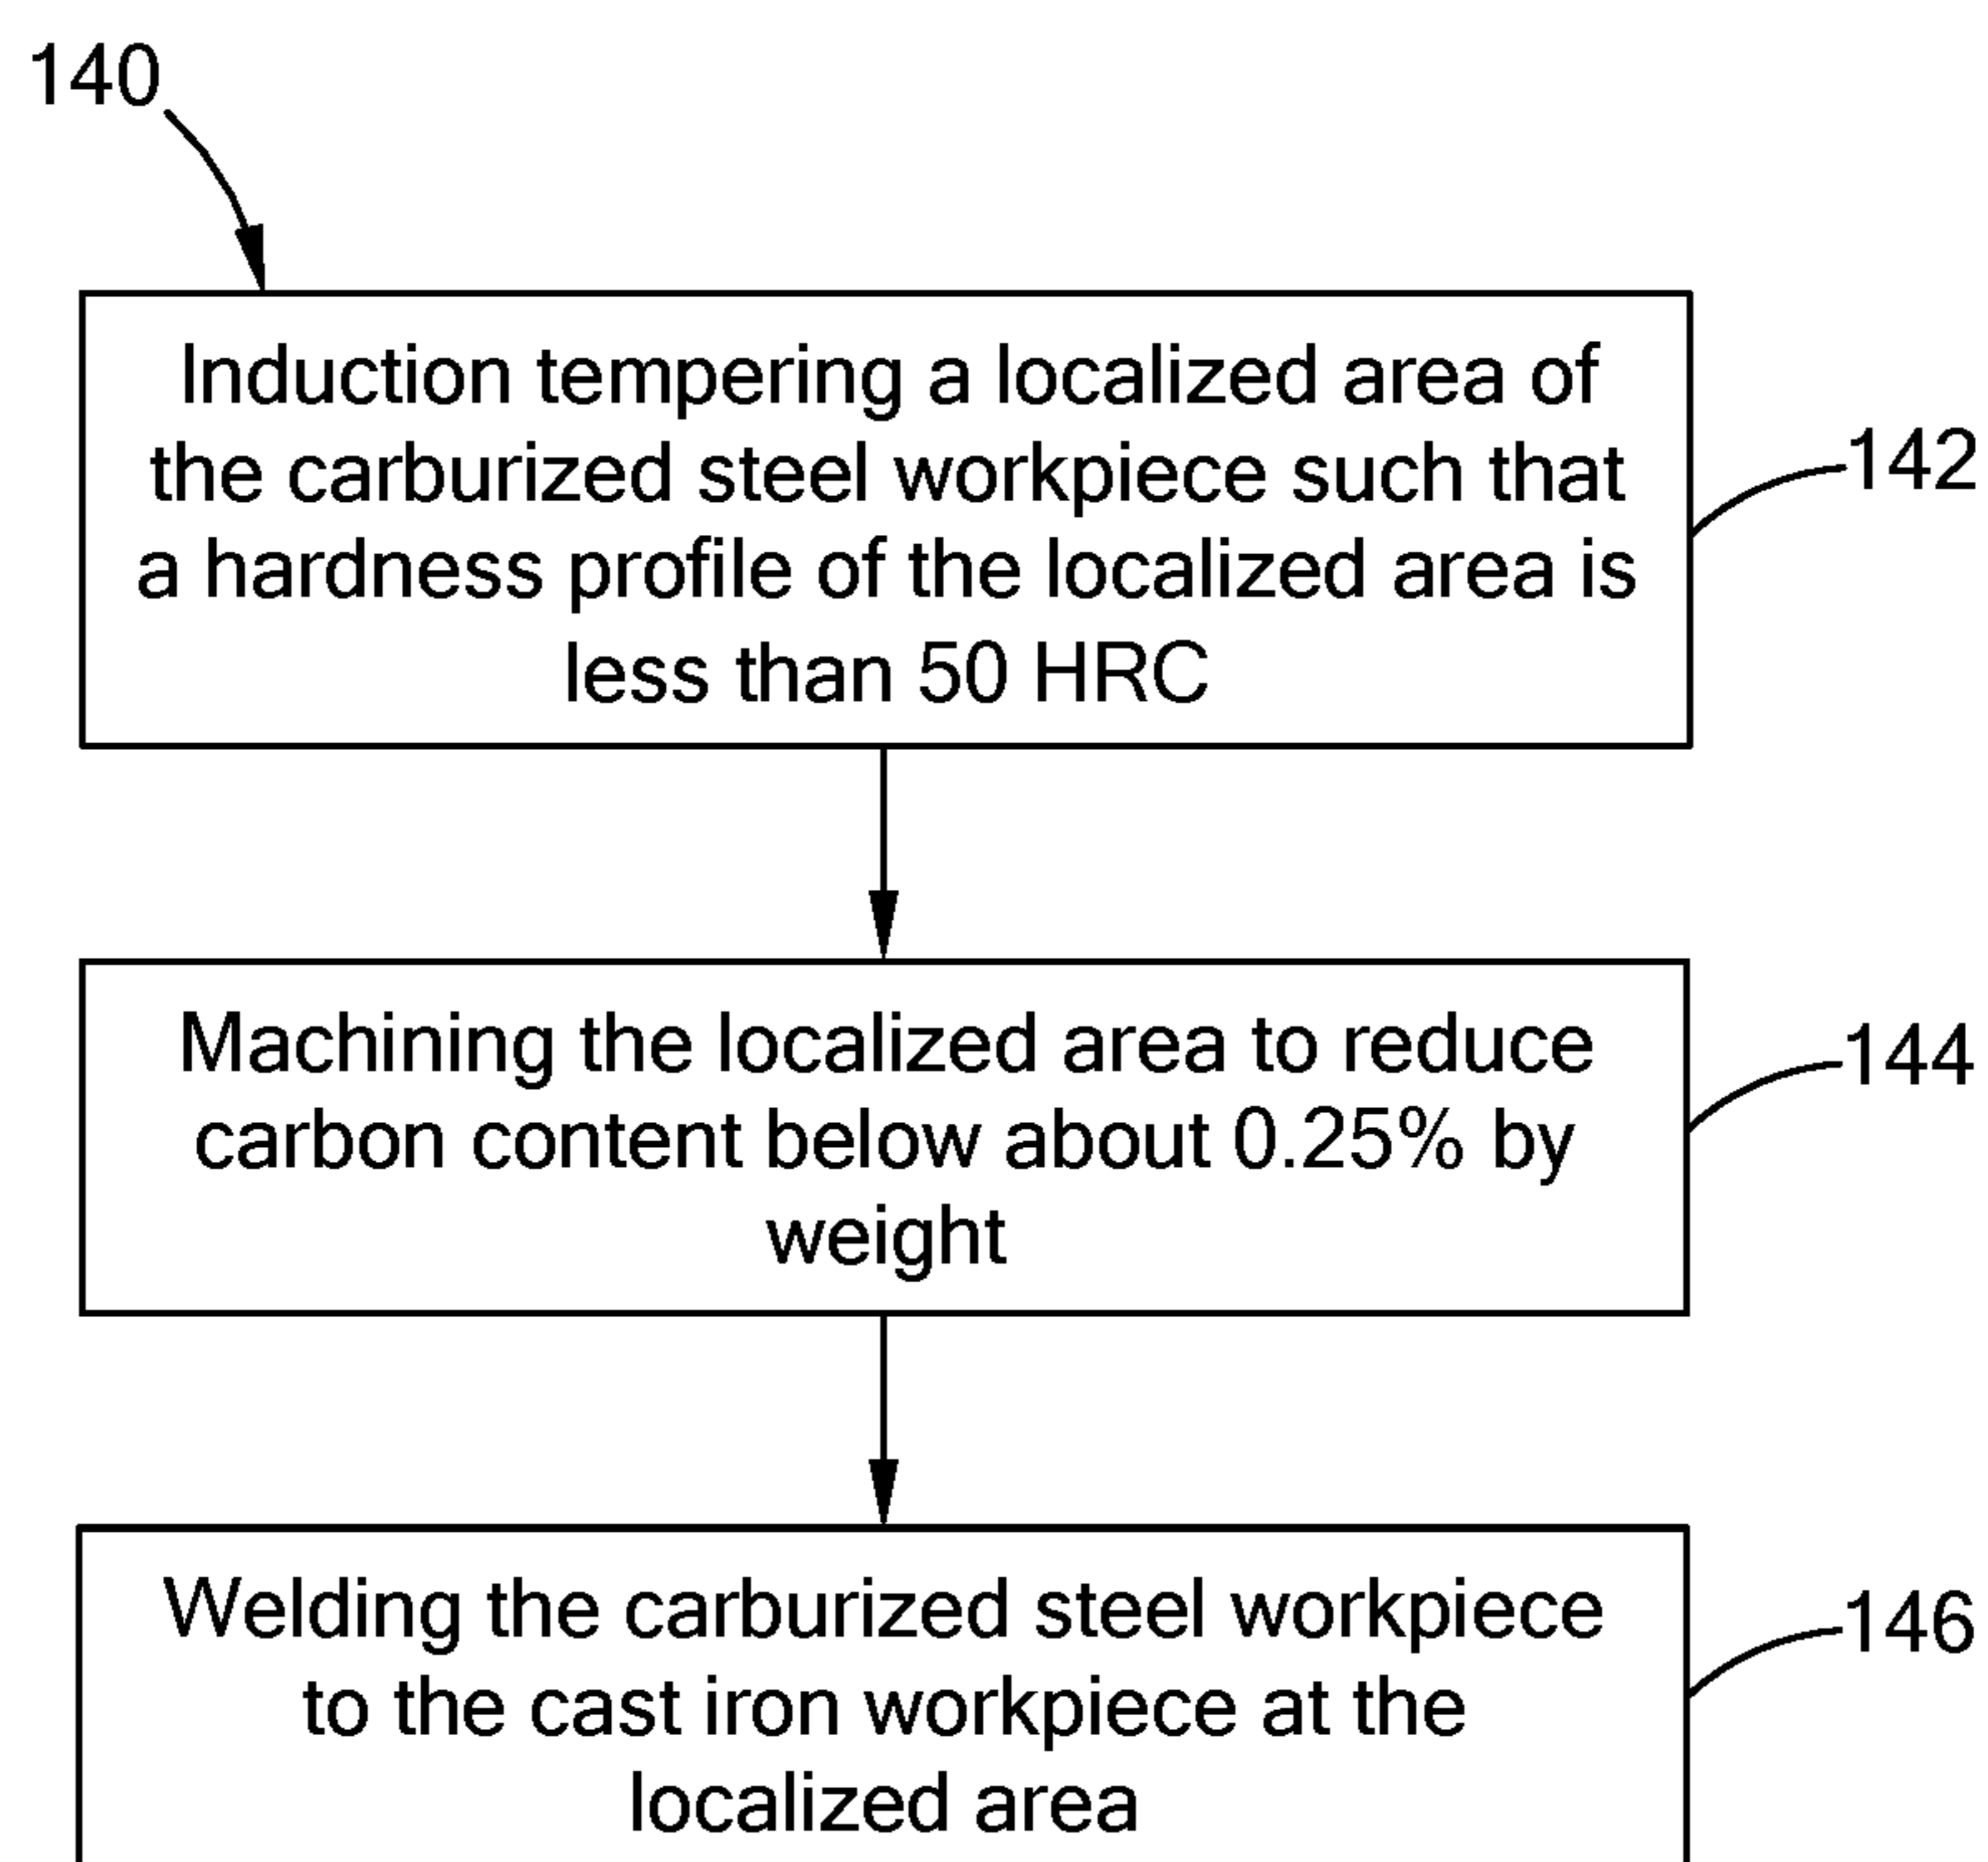 140
Induction tempering a localized area of
the carburized steel workpiece such that
a hardness profile of the localized area is
less than 50 HRC
142
Machining the localized area to reduce
carbon content below about 0.25% by
weight
144
Welding the carburized steel workpiece
to the cast iron workpiece at the
localized area
146